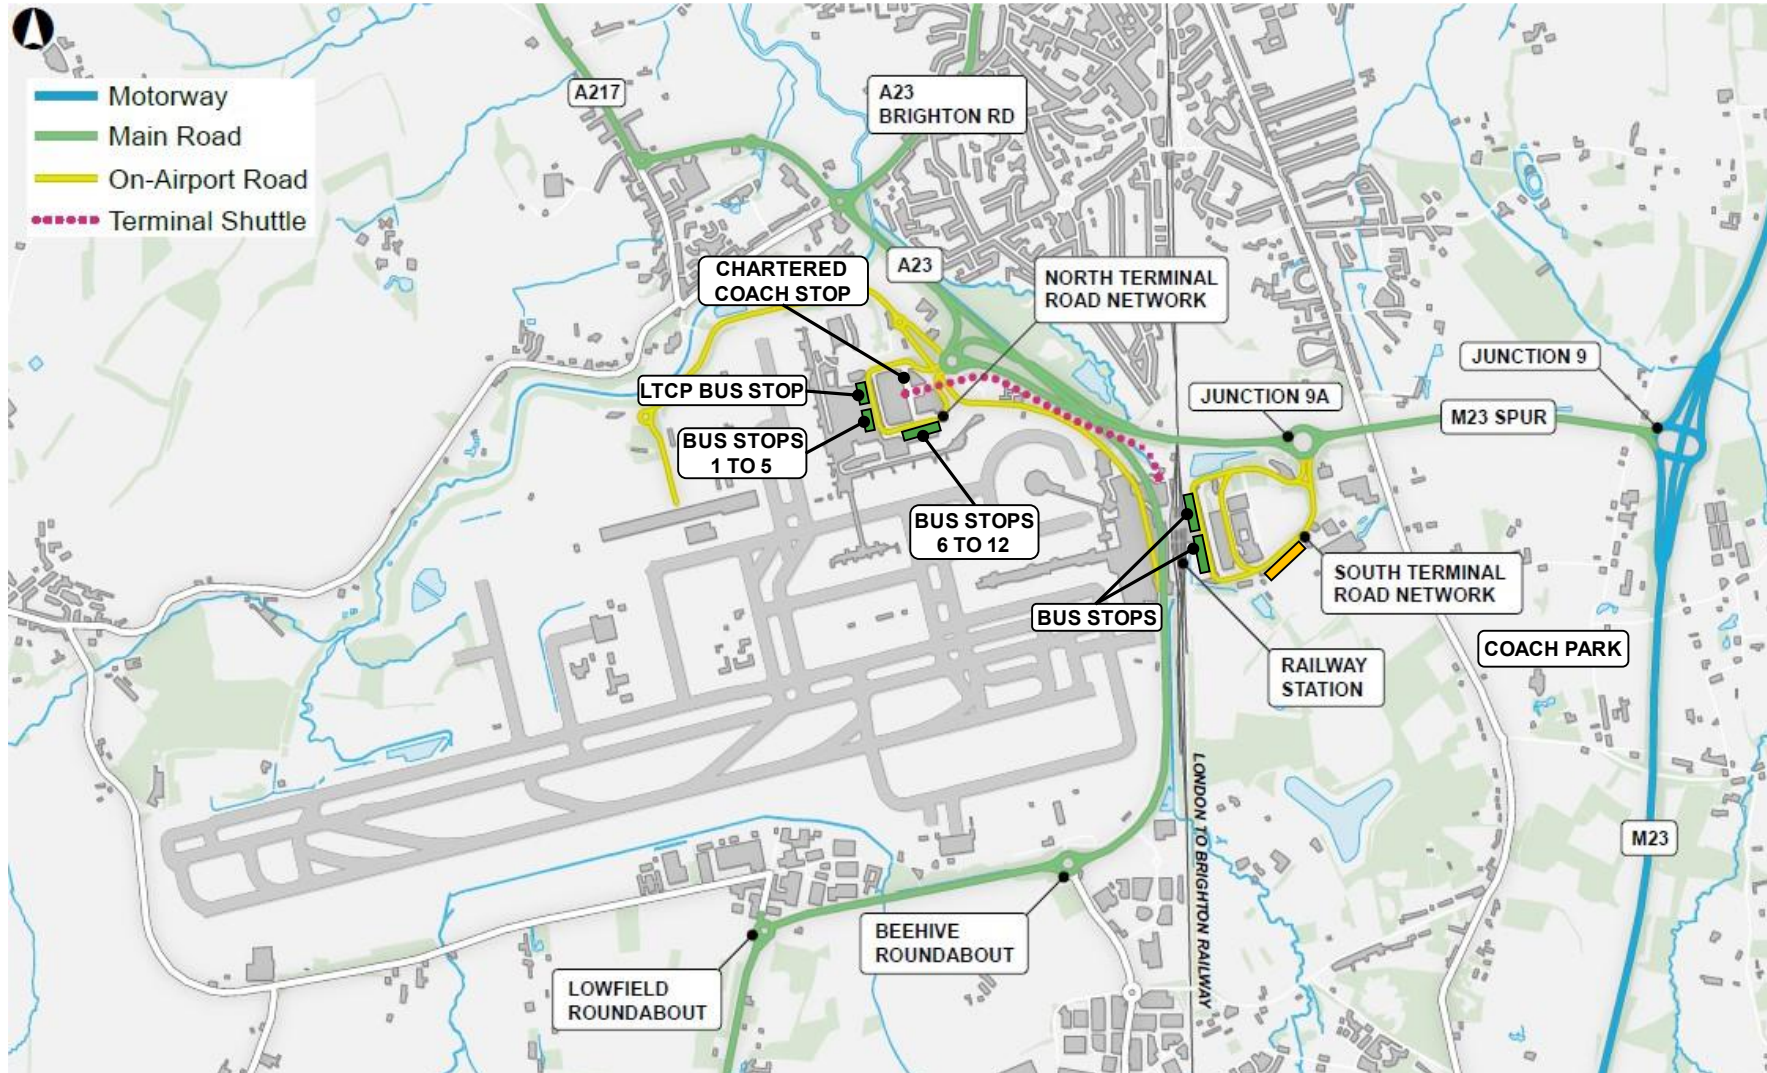 Motorway
Main Road
On-Airport Road
Terminal Shuttle
A217
A23
BRIGHTON RD
A23
CHARTERED
COACH STOP
NORTH TERMINAL
ROAD NETWORK
LTCP BUS STOP
BUS STOPS
1 TO 5
BUS STOPS
6 TO 12
JUNCTION 9A
JUNCTION 9
M23 SPUR
SOUTH TERMINAL
ROAD NETWORK
BUS STOPS
COACH PARK
RAILWAY
STATION
LONDON TO BRIGHTON RAILWAY
M23
BEEHIVE
ROUNDABOUT
LOWFIELD
ROUNDABOUT